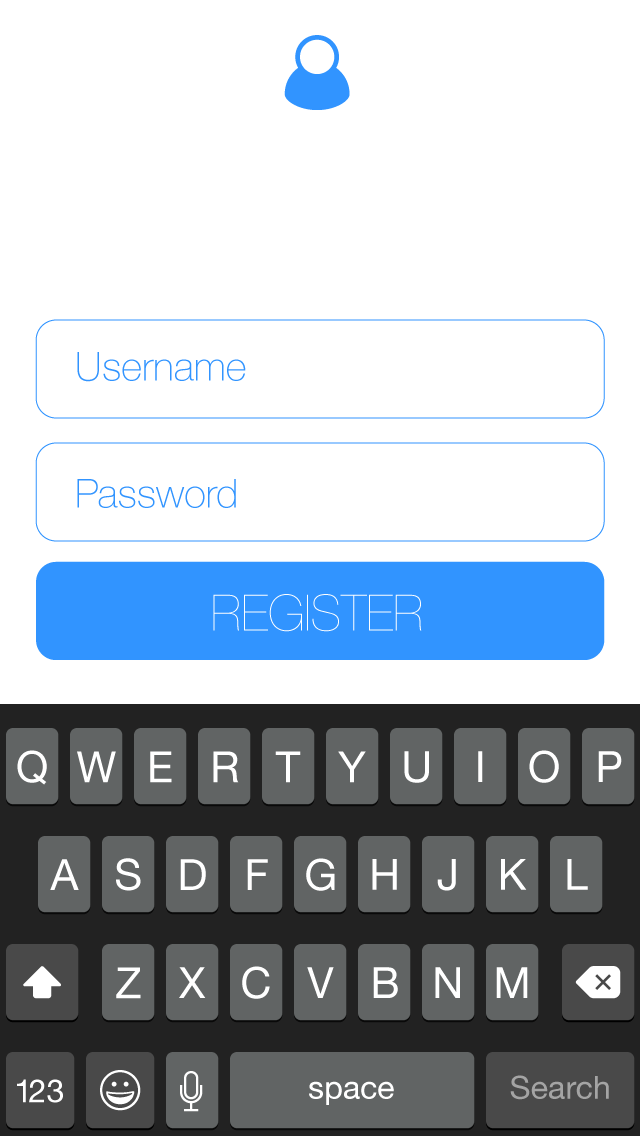 Username
Password
REGISTER
Q W E R T Y U I O P
A S D F G H J K L
Z X C V B N M
123 space Search